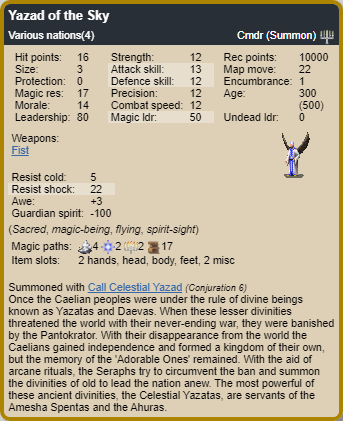 Yazad of the Sky
Various nations(4) Cmdr (Summon)
Hit points: 16 Strength: 12 Rec points: 10000
Size: 3 Attack skill: 13 Map move: 22
Protection: 0 Defence skill: 12 Encumbrance: 1
Magic res: 17 Precision: 12 Age: 300
Morale: 14 Combat speed: 12 (500)
Leadership: 80 Magic ldr: 50 Undead ldr: 0
Weapons:
Fist
Resist cold: 5
Resist shock: 22
Awe: +3
Guardian spirit: -100
(Sacred, magic-being, flying, spirit-sight)
Magic paths: 4 2 2 17
Item slots: 2 hands, head, body, feet, 2 misc
Summoned with Call Celestial Yazad (Conjuration 6)
Once the Caelian peoples were under the rule of divine beings
known as Yazatas and Daevas. When these lesser divinities
threatened the world with their never-ending war, they were banished
by the Pantokrator. With their disappearance from the world the
Caelians gained independence and formed a kingdom of their own,
but the memory of the 'Adorable Ones' remained. With the aid of
arcane rituals, the Seraphs try to circumvent the ban and summon
the divinities of old to lead the nation anew. The most powerful of
these ancient divinities, the Celestial Yazatas, are servants of the
Amesha Spentas and the Ahuras.